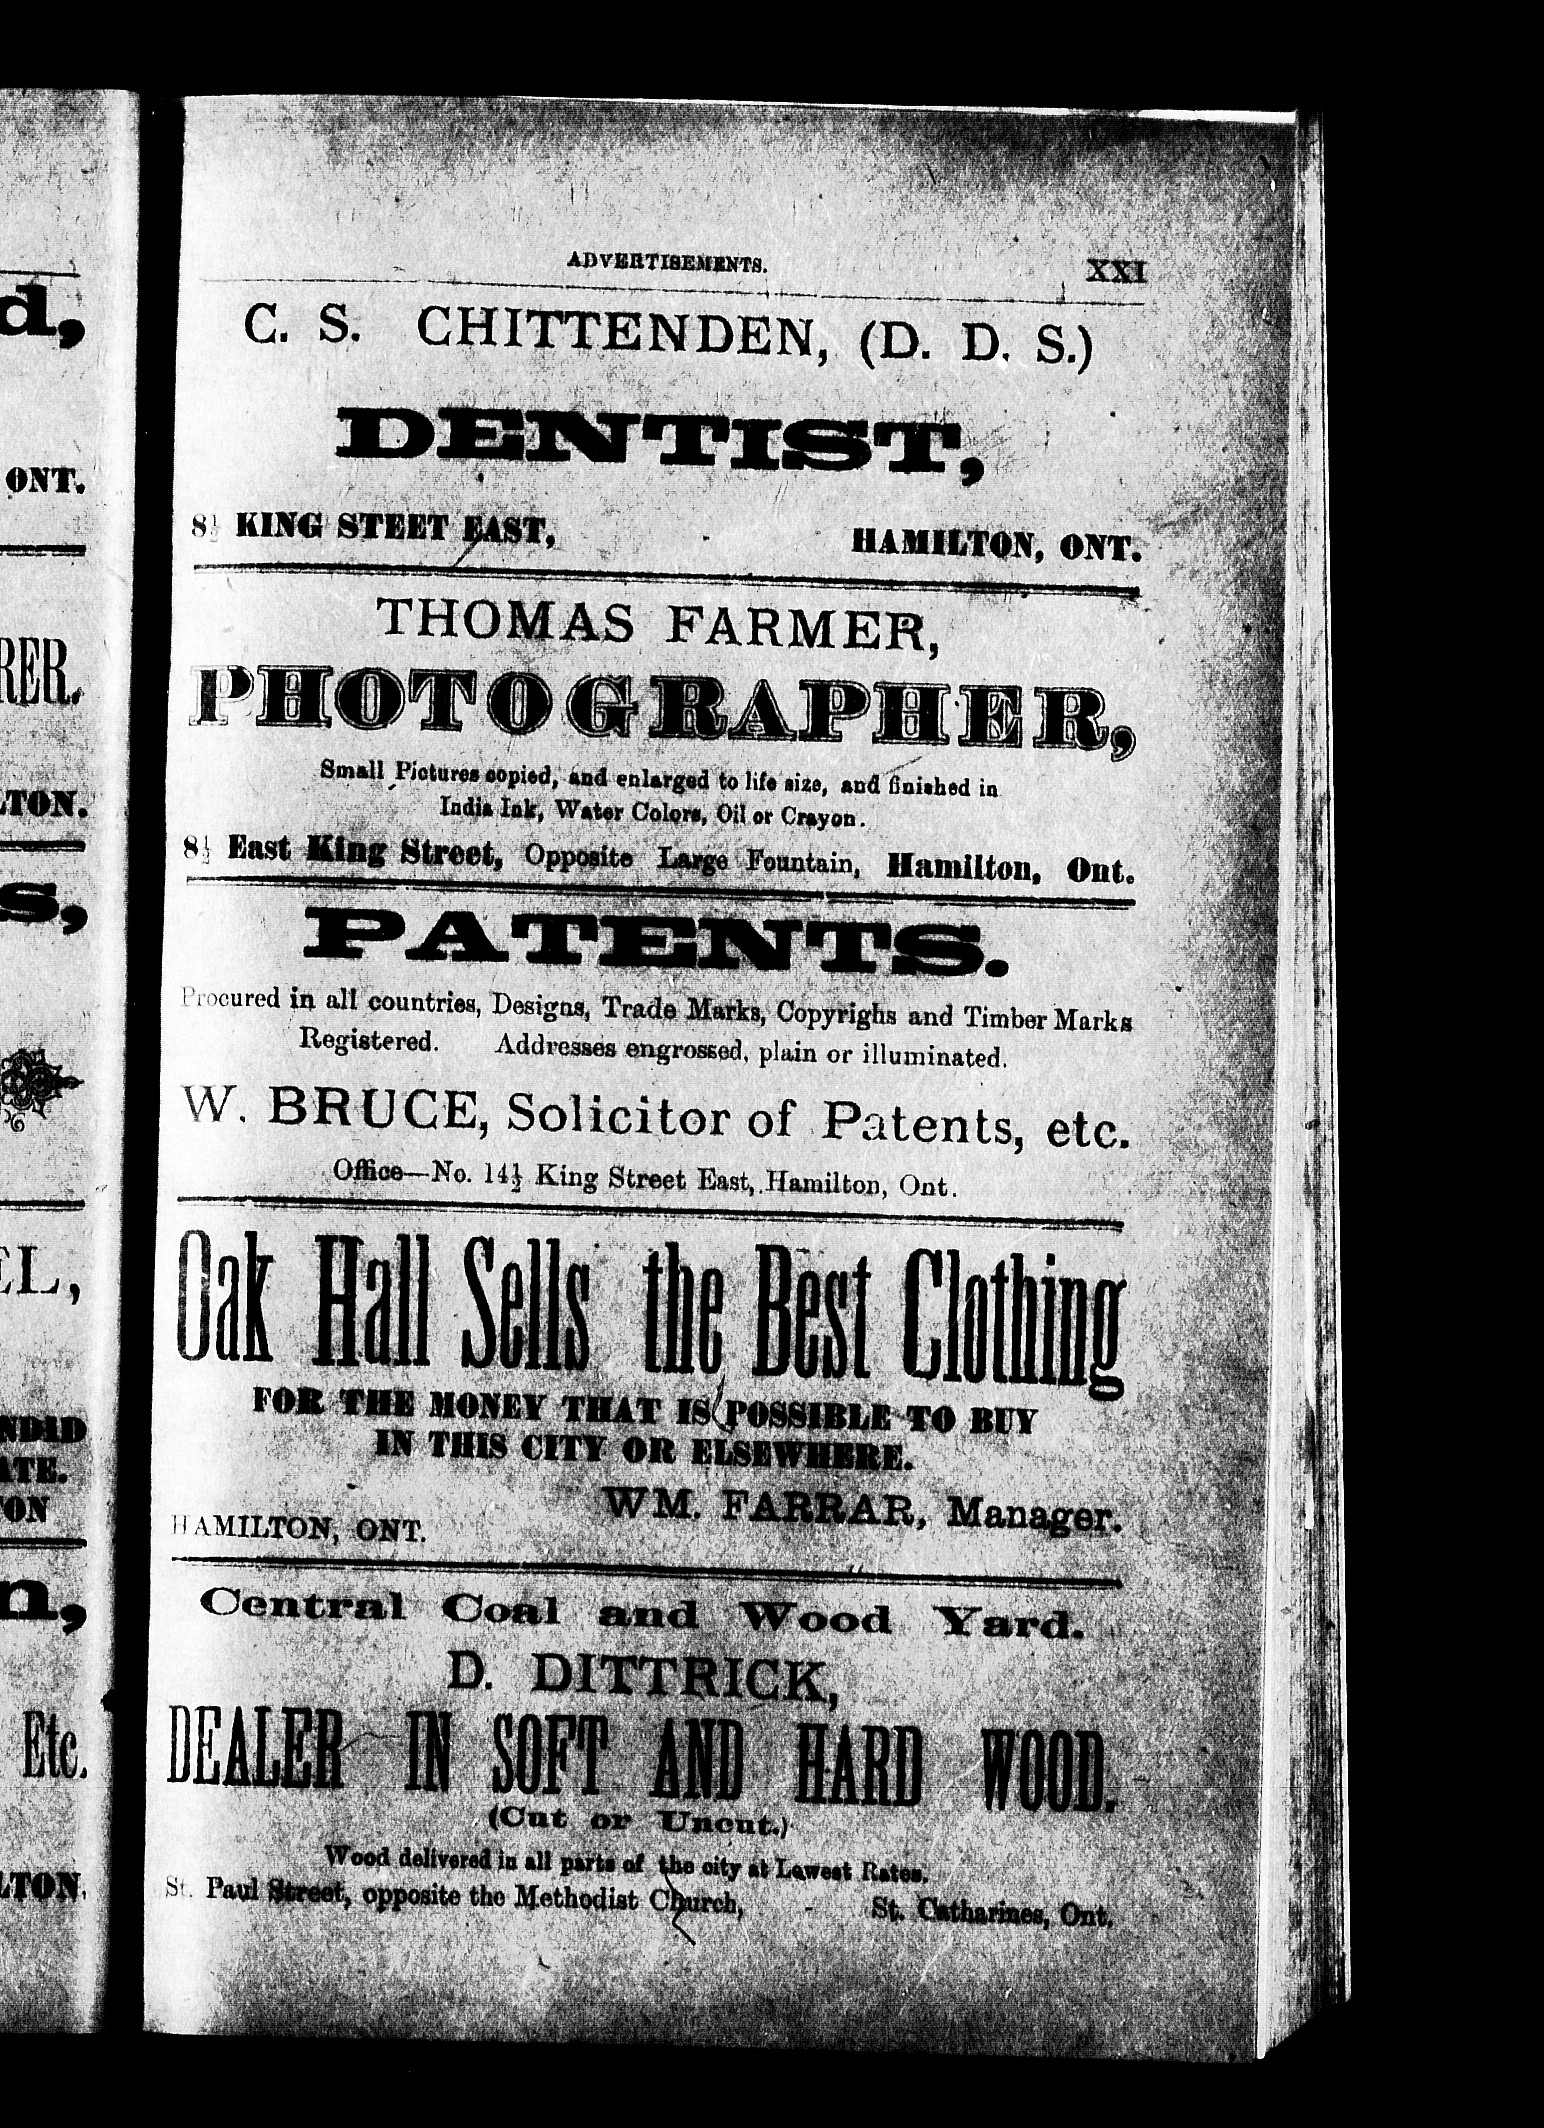 ADVERTISEMENTS. XXI
C. S. CHITTENDEN, (D. D. S.)
DENTIST,
8½ KING STEET EAST, - HAMILTON, ONT.
THOMAS FARMER,
PHOTOGRAPHER,
Small Pictures copied, and enlarged to life size, and finished in
India Ink, Water Colors, Oil or Crayon.
8½ East King Street, Opposite Large Fountain, Hamilton, Ont.
PATENTS.
Procured in all countries, Designs, Trade Marks, Copyrighs and Timber Marks
Registered. Addresses engrossed, plain or illuminated.
W. BRUCE, Solicitor of Patents, etc.
Office—No. 14½ King Street East, Hamilton, Ont.
Oak Hall Sells the Best Clothing
FOR THE MONEY THAT IS POSSIBLE TO BUY
IN THIS CITY OR ELSEWHERE.
WM. FARRAR, Manager.
HAMILTON, ONT.
Central Coal and Wood Yard.
D. DITTRICK,
DEALER IN SOFT AND HARD WOOD.
(Cut or Uncut.)
Wood delivered in all parts of the city at Lowest Rates.
St. Paul Street, opposite the Methodist Church, - St. Catharines, Ont.
ONT.
Etc.